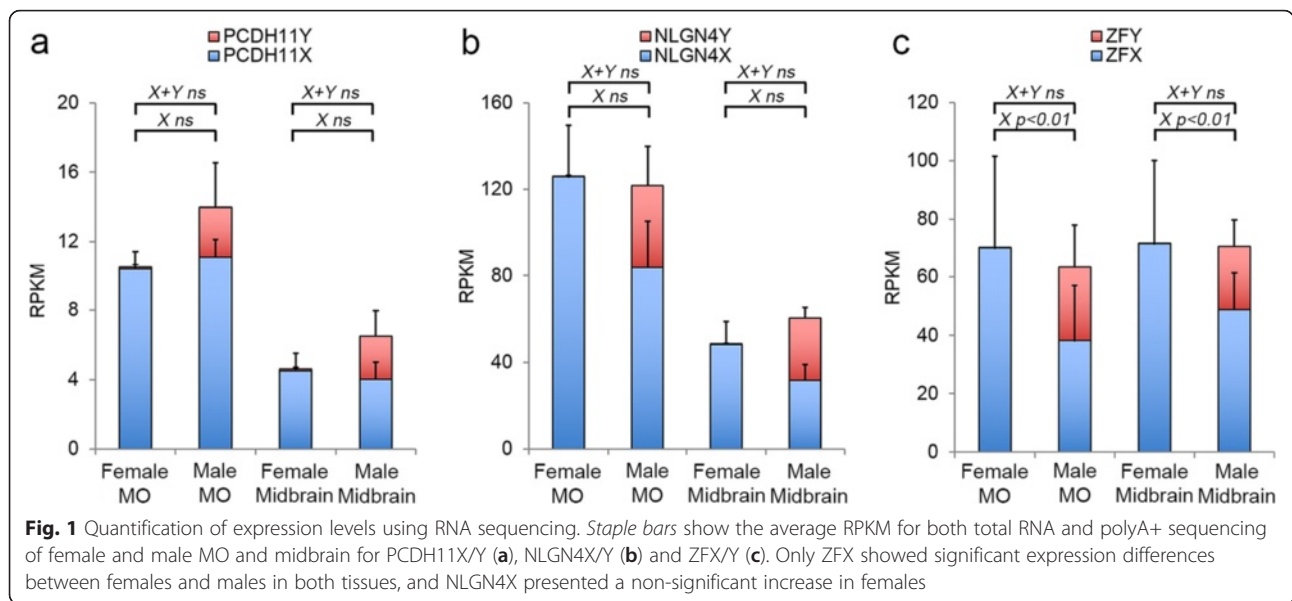 a
PCDH11Y
PCDH11X
X+Y ns
X+Y ns
X ns
X ns
20
16
12
8
4
0
RPKM
Female MO
Male MO
Female Midbrain
Male Midbrain
b
NLGN4Y
NLGN4X
X+Y ns
X+Y ns
X ns
X ns
160
120
80
40
0
RPKM
Female MO
Male MO
Female Midbrain
Male Midbrain
c
ZFY
ZFX
X+Y ns
X+Y ns
X p<0.01
X p<0.01
120
100
80
60
40
20
0
RPKM
Female MO
Male MO
Female Midbrain
Male Midbrain
Fig. 1 Quantification of expression levels using RNA sequencing. Staple bars show the average RPKM for both total RNA and polyA+ sequencing
of female and male MO and midbrain for PCDH11X/Y (a), NLGN4X/Y (b) and ZFX/Y (c). Only ZFX showed significant expression differences
between females and males in both tissues, and NLGN4X presented a non-significant increase in females